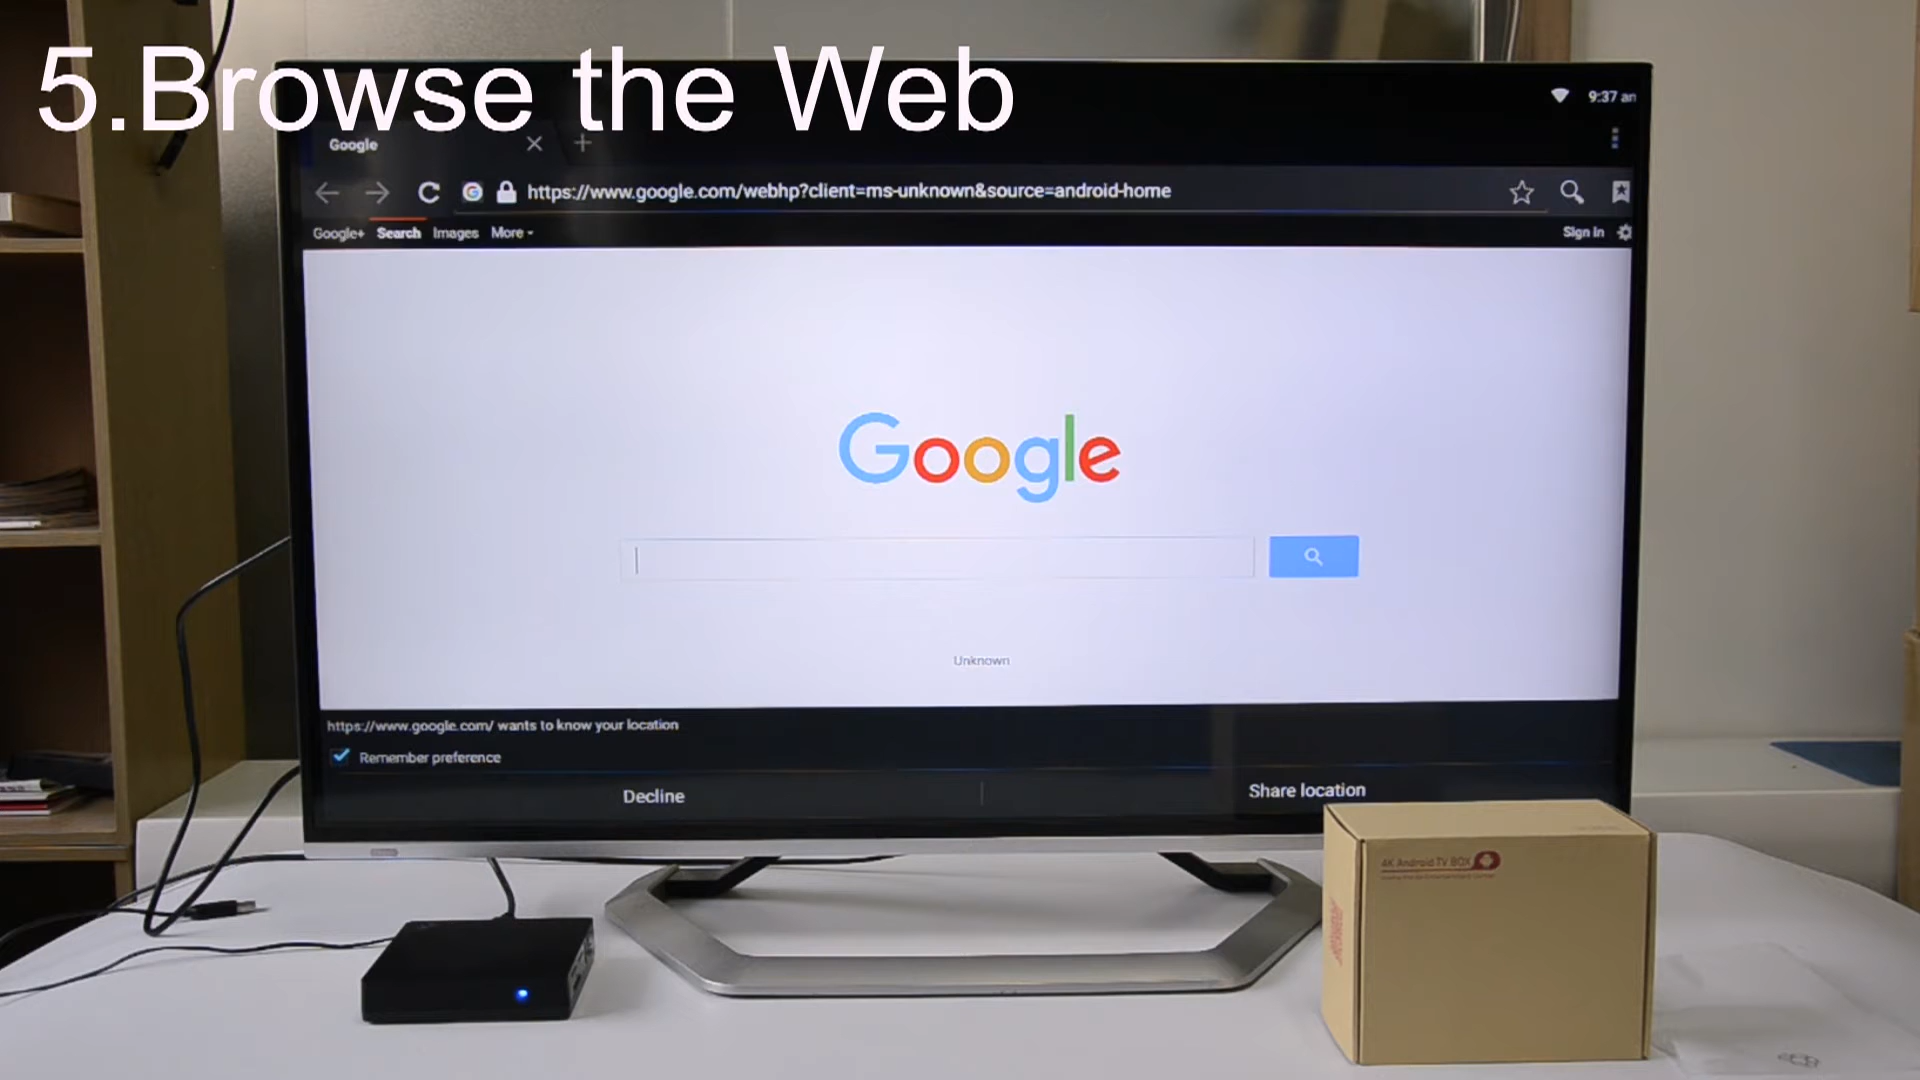 5.Browse the Web
9:37 am
Google
https://www.google.com/webhp?client=ms-unknown&source=android-home
Google+ Search Images More Sign in
Google
Unknown
https://www.google.com/ wants to know your location
Remember preference
Decline Share location
4K Android TV BOX